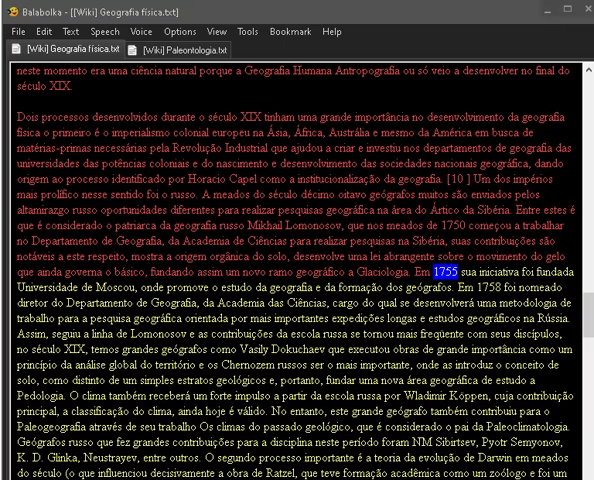 Balabolka - [[Wiki] Geografia física.txt]
File Edit Text Speech Voice Options View Tools Bookmark Help
[Wiki] Geografia física.txt [Wiki] Paleontologia.txt
neste momento era uma ciência natural porque a Geografia Humana Antropografia ou só veio a desenvolver no final do
século XIX.
Dois processos desenvolvidos durante o século XIX tinham uma grande importância no desenvolvimento da geografia
física o primeiro é o imperialismo colonial europeu na Ásia, África, Austrália e mesmo da América em busca de
matérias-primas necessárias pela Revolução Industrial que ajudou a criar e investiu nos departamentos de geografia das
universidades das potências coloniais e do nascimento e desenvolvimento das sociedades nacionais geográfica, dando
origem ao processo identificado por Horacio Capel como a institucionalização da geografia. [10 ] Um dos impérios
mais prolífico nesse sentido foi o russo. A meados do século décimo oitavo geógrafos muitos são enviados pelos
altamirazgo russo oportunidades diferentes para realizar pesquisas geográfica na área do Ártico da Sibéria. Entre estes é
que é considerado o patriarca da geografia russo Mikhail Lomonosov, que nos meados de 1750 começou a trabalhar
no Departamento de Geografia, da Academia de Ciências para realizar pesquisas na Sibéria, suas contribuições são
notáveis a este respeito, mostra a origem orgânica do solo, desenvolve uma lei abrangente sobre o movimento do gelo
que ainda governa o básico, fundando assim um novo ramo geográfico a Glaciologia. Em 1755 sua iniciativa foi fundada
Universidade de Moscou, onde promove o estudo da geografia e da formação dos geógrafos. Em 1758 foi nomeado
diretor do Departamento de Geografia, da Academia das Ciências, cargo do qual se desenvolverá uma metodologia de
trabalho para a pesquisa geográfica orientada por mais importantes expedições longas e estudos geográficos na Rússia.
Assim, seguiu a linha de Lomonosov e as contribuições da escola russa se tornou mais freqüente com seus discípulos,
no século XIX, temos grandes geógrafos como Vasily Dokuchaev que executou obras de grande importância como um
princípio da análise global do território e os Chernozem russos ser o mais importante, onde as introduz o conceito de
solo, como distinto de um simples estratos geológicos e, portanto, fundar uma nova área geográfica de estudo a
Pedologia. O clima também receberá um forte impulso a partir da escola russa por Wladimir Köppen, cuja contribuição
principal, a classificação do clima, ainda hoje é válido. No entanto, este grande geógrafo também contribuiu para o
Paleogeografia através de seu trabalho Os climas do passado geológico, que é considerado o pai da Paleoclimatologia.
Geógrafos russo que fez grandes contribuições para a disciplina neste período foram NM Sibirtsev, Pyotr Semyonov,
K. D. Glinka, Neustrayev, entre outros. O segundo processo importante é a teoria da evolução de Darwin em meados
do século (o que influenciou decisivamente a obra de Ratzel, que teve formação acadêmica como um zoólogo e foi um